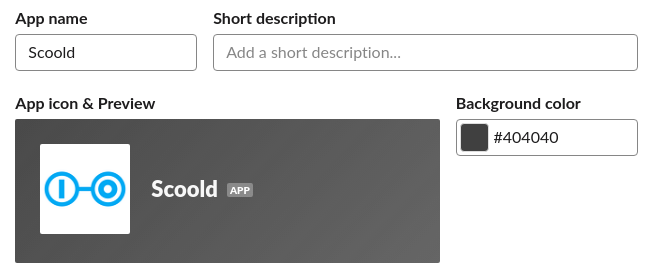 App name
Short description
Scoold
Add a short description...
App icon & Preview
Background color
#404040
Scoold APP